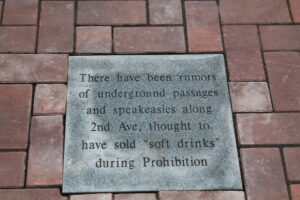 There have been rumors
of underground passages
and speakeasies along
2nd Ave, thought to
have sold "soft drinks"
during Prohibition